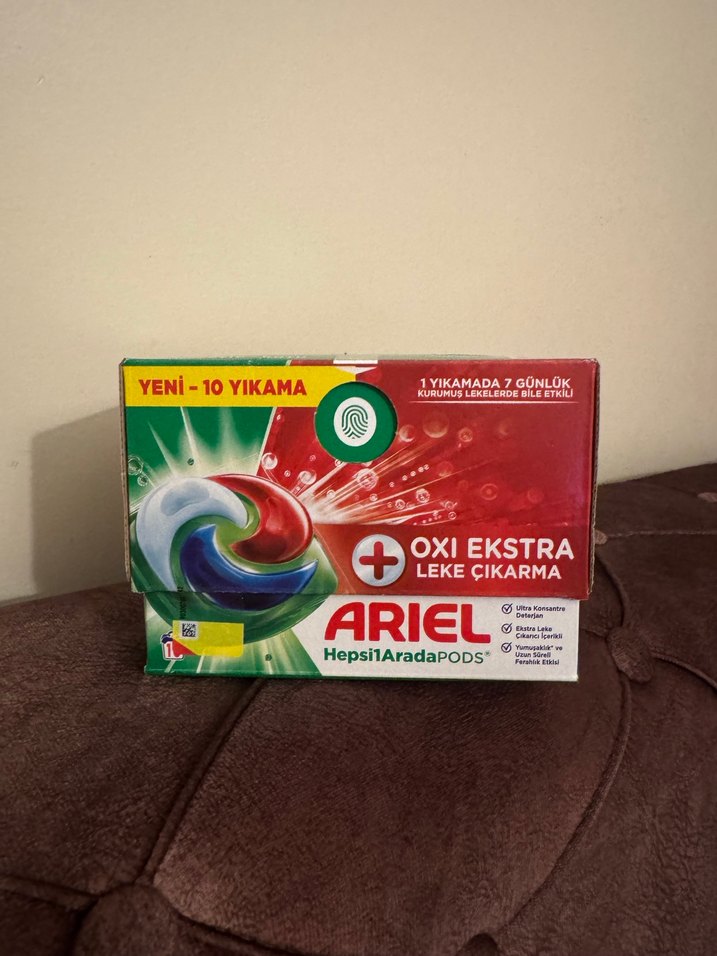 YENİ - 10 YIKAMA
1 YIKAMADA 7 GÜNLÜK
KURUMUŞ LEKELERDE BİLE ETKİLİ
OXI EKSTRA
LEKE ÇIKARMA
ARIEL
Hepsi1AradaPODS®
Ultra Konsantre
Deterjan
Ekstra Leke
Çıkarıcı İçerikli
Yumuşaklık* ve
Uzun Süreli
Ferahlık Etkisi